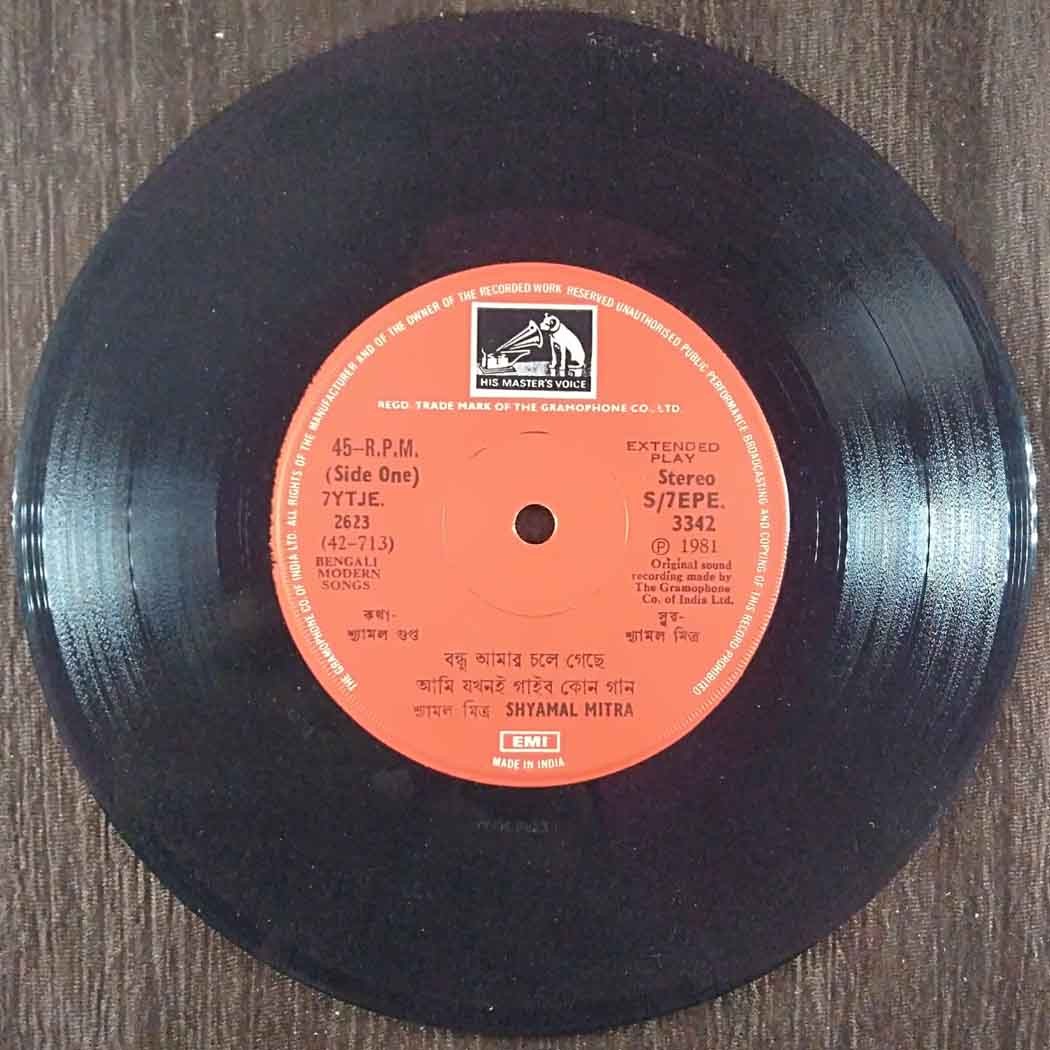 THE GRAMOPHONE CO OF INDIA LTD. ALL RIGHTS OF THE MANUFACTURER AND OF THE OWNER OF THE RECORDED WORK RESERVED UNAUTHORISED PUBLIC PERFORMANCE BROADCASTING AND COPYING OF THIS RECORD PROHIBITED
HIS MASTER'S VOICE
REGD. TRADE MARK OF THE GRAMOPHONE CO., LTD.
45-R.P.M.
(Side One)
7YTJE.
2623
(42-713)
BENGALI
MODERN
SONGS
EXTENDED
PLAY
Stereo
S/7EPE.
3342
Ⓟ 1981
Original sound
recording made by
The Gramophone
Co. of India Ltd.
কথা-
শ্যামল গুপ্ত
সুর-
শ্যামল মিত্র
বন্ধু আমার চলে গেছে
আমি যখনই গাইব কোন গান
শ্যামল মিত্র SHYAMAL MITRA
EMI
MADE IN INDIA